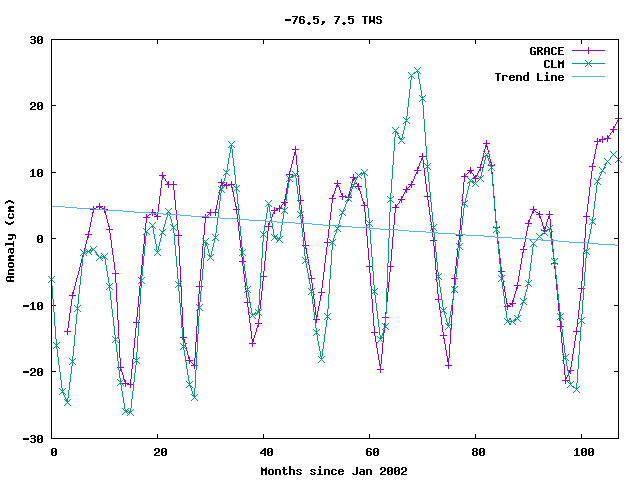 -76.5, 7.5 TWS
GRACE
CLM
Trend Line
30
20
10
0
-10
-20
-30
Anomaly (cm)
0 20 40 60 80 100
Months since Jan 2002